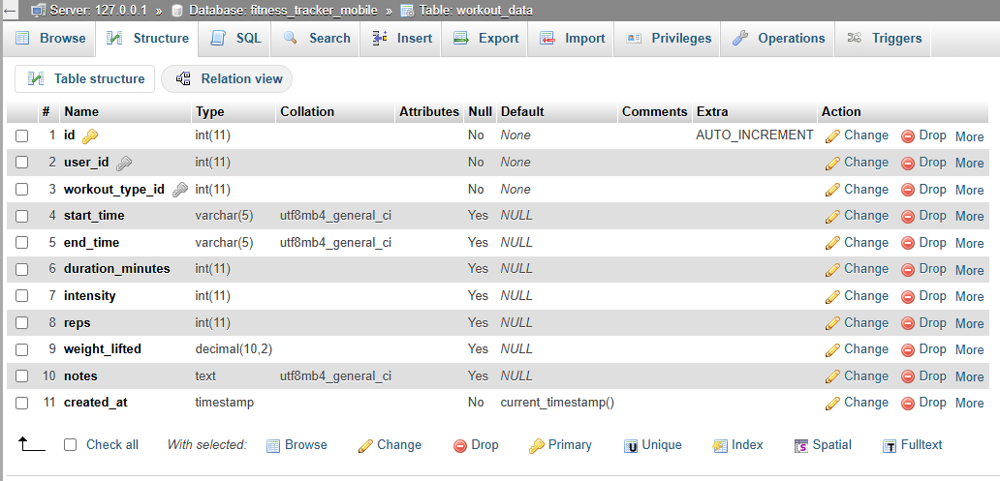 Server: 127.0.0.1 » Database: fitness_tracker_mobile » Table: workout_data
Browse Structure SQL Search Insert Export Import Privileges Operations Triggers
Table structure Relation view
# Name Type Collation Attributes Null Default Comments Extra Action
1 id int(11) No None AUTO_INCREMENT Change Drop More
2 user_id int(11) No None Change Drop More
3 workout_type_id int(11) No None Change Drop More
4 start_time varchar(5) utf8mb4_general_ci Yes NULL Change Drop More
5 end_time varchar(5) utf8mb4_general_ci Yes NULL Change Drop More
6 duration_minutes int(11) Yes NULL Change Drop More
7 intensity int(11) Yes NULL Change Drop More
8 reps int(11) Yes NULL Change Drop More
9 weight_lifted decimal(10,2) Yes NULL Change Drop More
10 notes text utf8mb4_general_ci Yes NULL Change Drop More
11 created_at timestamp No current_timestamp() Change Drop More
Check all With selected: Browse Change Drop Primary Unique Index Spatial Fulltext